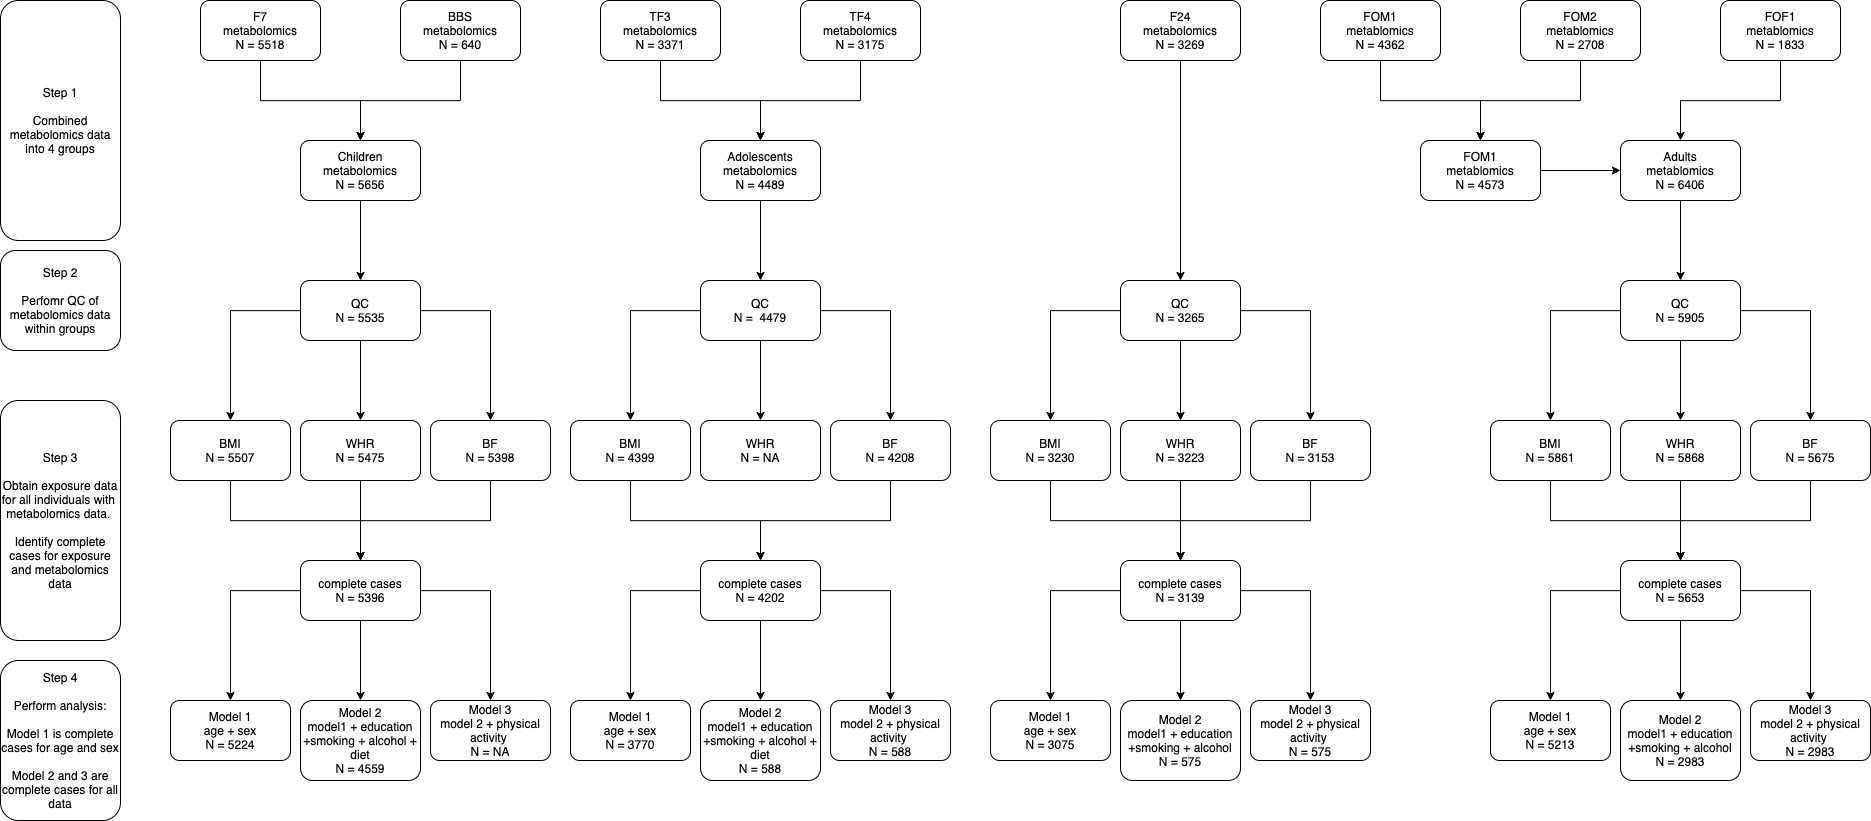 Step 1
Combined
metabolomics data
into 4 groups
F7
metabolomics
N = 5518
BBS
metabolomics
N = 640
TF3
metabolomics
N = 3371
TF4
metabolomics
N = 3175
F24
metabolomics
N = 3269
FOM1
metablomics
N = 4362
FOM2
metablomics
N = 2708
FOF1
metablomics
N = 1833
Children
metabolomics
N = 5656
Adolescents
metabolomics
N = 4489
FOM1
metablomics
N = 4573
Adults
metablomics
N = 6406
Step 2
Perfomr QC of
metabolomics data
within groups
QC
N = 5535
QC
N =  4479
QC
N = 3265
QC
N = 5905
Step 3
Obtain exposure data
for all individuals with
metabolomics data.
Identify complete
cases for exposure
and metabolomics
data
BMI
N = 5507
WHR
N = 5475
BF
N = 5398
BMI
N = 4399
WHR
N = NA
BF
N = 4208
BMI
N = 3230
WHR
N = 3223
BF
N = 3153
BMI
N = 5861
WHR
N = 5868
BF
N = 5675
complete cases
N = 5396
complete cases
N = 4202
complete cases
N = 3139
complete cases
N = 5653
Step 4
Perform analysis:
Model 1 is complete
cases for age and sex
Model 2 and 3 are
complete cases for all
data
Model 1
age + sex
N = 5224
Model 2
model1 + education
+smoking + alcohol +
diet
N = 4559
Model 3
model 2 + physical
activity
N = NA
Model 1
age + sex
N = 3770
Model 2
model1 + education
+smoking + alcohol +
diet
N = 588
Model 3
model 2 + physical
activity
N = 588
Model 1
age + sex
N = 3075
Model 2
model1 + education
+smoking + alcohol
N = 575
Model 3
model 2 + physical
activity
N = 575
Model 1
age + sex
N = 5213
Model 2
model1 + education
+smoking + alcohol
N = 2983
Model 3
model 2 + physical
activity
N = 2983